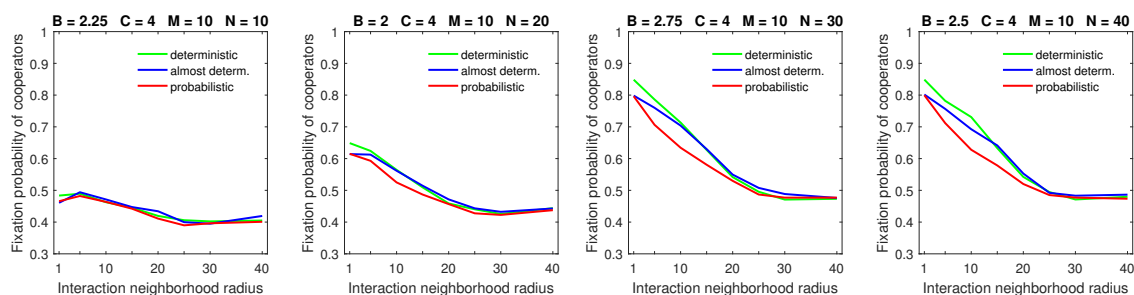 B = 2.25 C = 4 M = 10 N = 10
Fixation probability of cooperators
1
0.9
0.8
0.7
0.6
0.5
0.4
0.3
deterministic
almost determ.
probabilistic
1 10 20 30 40
Interaction neighborhood radius
B = 2 C = 4 M = 10 N = 20
Fixation probability of cooperators
1
0.9
0.8
0.7
0.6
0.5
0.4
0.3
deterministic
almost determ.
probabilistic
1 10 20 30 40
Interaction neighborhood radius
B = 2.75 C = 4 M = 10 N = 30
Fixation probability of cooperators
1
0.9
0.8
0.7
0.6
0.5
0.4
0.3
deterministic
almost determ.
probabilistic
1 10 20 30 40
Interaction neighborhood radius
B = 2.5 C = 4 M = 10 N = 40
Fixation probability of cooperators
1
0.9
0.8
0.7
0.6
0.5
0.4
0.3
deterministic
almost determ.
probabilistic
1 10 20 30 40
Interaction neighborhood radius